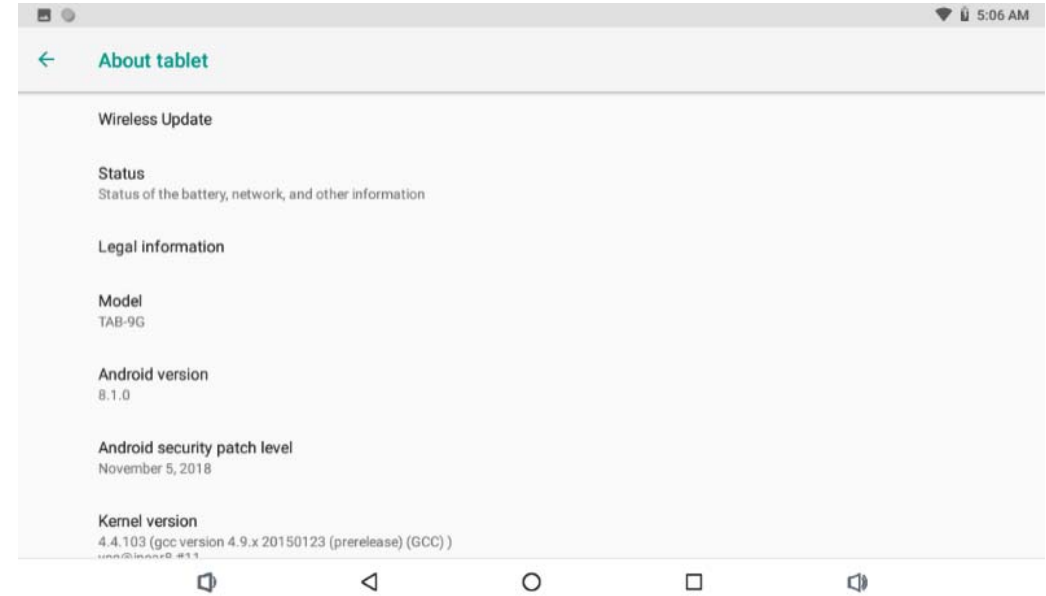 5:06 AM
About tablet
Wireless Update
Status
Status of the battery, network, and other information
Legal information
Model
TAB-9G
Android version
8.1.0
Android security patch level
November 5, 2018
Kernel version
4.4.103 (gcc version 4.9.x 20150123 (prerelease) (GCC) )